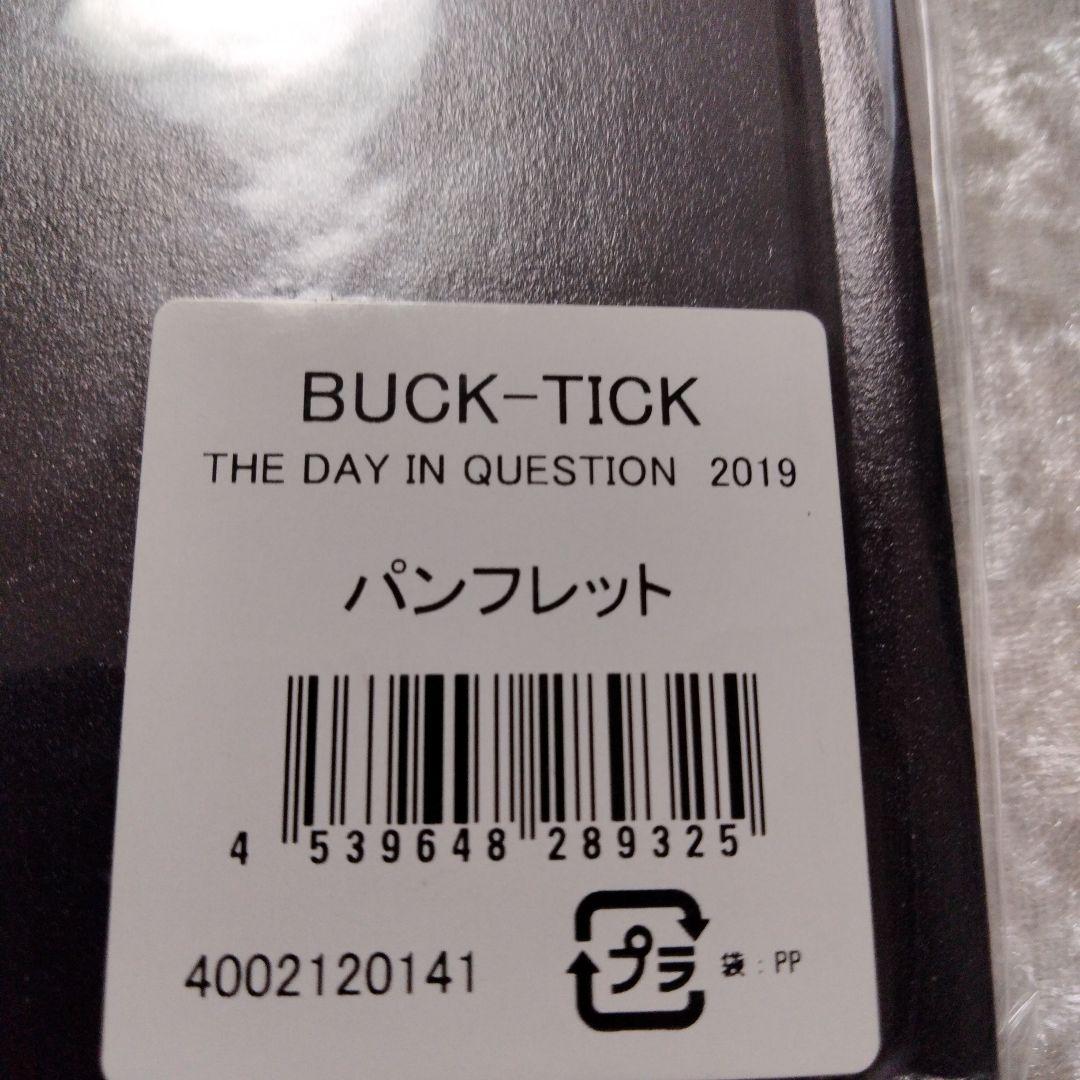 BUCK-TICK
THE DAY IN QUESTION 2019
パンフレット
4 539648 289325
4002120141
プラ 袋：PP